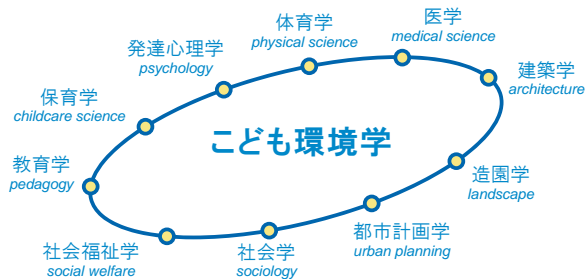 体育学
physical science
医学
medical science
発達心理学
psychology
建築学
architecture
保育学
childcare science
こども環境学
教育学
pedagogy
造園学
landscape
都市計画学
urban planning
社会福祉学
social welfare
社会学
sociology